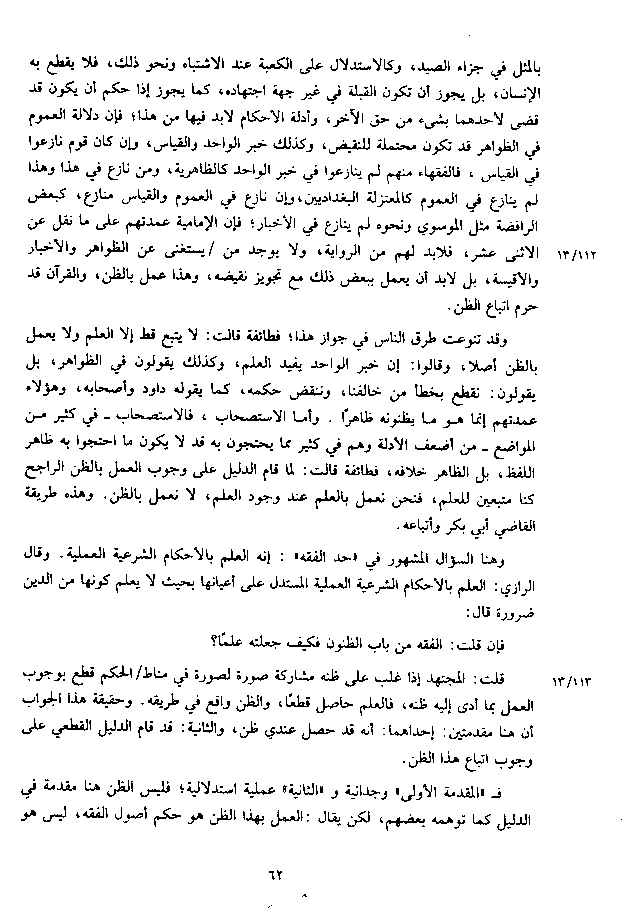 بالمثل في جزاء الصيد، وكالاستدلال على الكعبة عند الاشتباه ونحو ذلك، فلا يقطع به
الإنسان، بل يجوز أن تكون القبلة في غير جهة اجتهاده، كما يجوز إذا حكم أن يكون قد
قضى لأحدهما بشىء من حق الآخر، وأدلة الأحكام لابد فيها من هذا؛ فإن دلالة العموم
في الظواهر قد تكون محتملة للنقيض، وكذلك خبر الواحد والقياس، وإن كان قوم نازعوا
في القياس ، فالفقهاء منهم لم ينازعوا في خبر الواحد كالظاهرية، ومن نازع في هذا وهذا
لم ينازع في العموم كالمعتزلة البغداديين، وإن نازع في العموم والقياس منازع، كبعض
الرافضة مثل الموسوي ونحوه لم ينازع في الأخبار؛ فإن الإمامية عمدتهم على ما نقل عن
١٣/١١٢ الاثنى عشر، فلابد لهم من الرواية، ولا يوجد من /يستغنى عن الظواهر والأخبار
والأقيسة، بل لابد أن يعمل ببعض ذلك مع تجويز نقيضه، وهذا عمل بالظن، والقرآن قد
حرم اتباع الظن.
وقد تنوعت طرق الناس في جواز هذا؛ فطائفة قالت: لا يتبع قط إلا العلم ولا يعمل
بالظن أصلا، وقالوا: إن خبر الواحد يفيد العلم، وكذلك يقولون في الظواهر، بل
يقولون: نقطع بخطأ من خالفنا، وننقض حكمه، كما يقوله داود وأصحابه، وهؤلاء
عمدتهم إنما هـو مـا يظنونه ظاهرًا . وأمـا الاستصحاب ، فالاستصحاب ـ في كثير مـن
المواضع ـ من أضعف الأدلة وهم في كثير مما يحتجون به قد لا يكون ما احتجوا به ظاهر
اللفظ، بل الظاهر خلافه، فطائفة قالت: لما قام الدليل على وجوب العمل بالظن الراجح
كنا متبعين للعلم، فنحن نعمل بالعلم عند وجود العلم، لا نعمل بالظن. وهذه طريقة
القاضي أبي بكر وأتباعه.
وهنا السؤال المشهور في «حد الفقه» : إنه العلم بالأحكام الشرعية العملية. وقال
الرازي: العلم بالأحكام الشرعية العملية المستدل على أعيانها بحيث لا يعلم كونها من الدين
ضرورة قال:
فإن قلت: الفقه من باب الظنون فكيف جعلته علمًا؟
١٣/١١٣ قلت: المجتهد إذا غلب على ظنه مشاركة صورة لصورة في مناط/ الحكم قطع بوجوب
العمل بما أدى إليه ظنه، فالعلم حاصل قطعًا، والظن واقع في طريقه. وحقيقة هذا الجواب
أن هنا مقدمتين: إحداهما: أنه قد حصل عندي ظن، والثانية: قد قام الدليل القطعي على
وجوب اتباع هذا الظن.
فـ «المقدمة الأولى» وجدانية و «الثانية» عملية استدلالية؛ فليس الظن هنا مقدمة في
الدليل كما توهمه بعضهم، لكن يقال :العمل بهذا الظن هو حكم أصول الفقه، ليس هو
٦٢